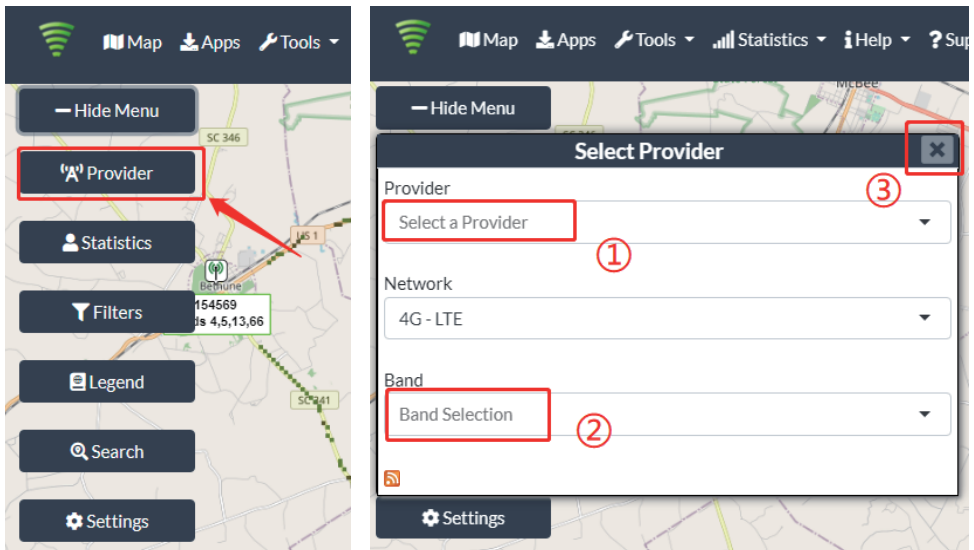 Map Apps Tools
Hide Menu
SC 346
Provider
Statistics
US 1
Bethune
154569
ds 4,5,13,66
Filters
Legend
SC 341
Search
Settings
Map Apps Tools Statistics Help Sup
McBee
Hide Menu
Select Provider
Provider
③
Select a Provider
①
Network
4G - LTE
Band
Band Selection
②
Settings